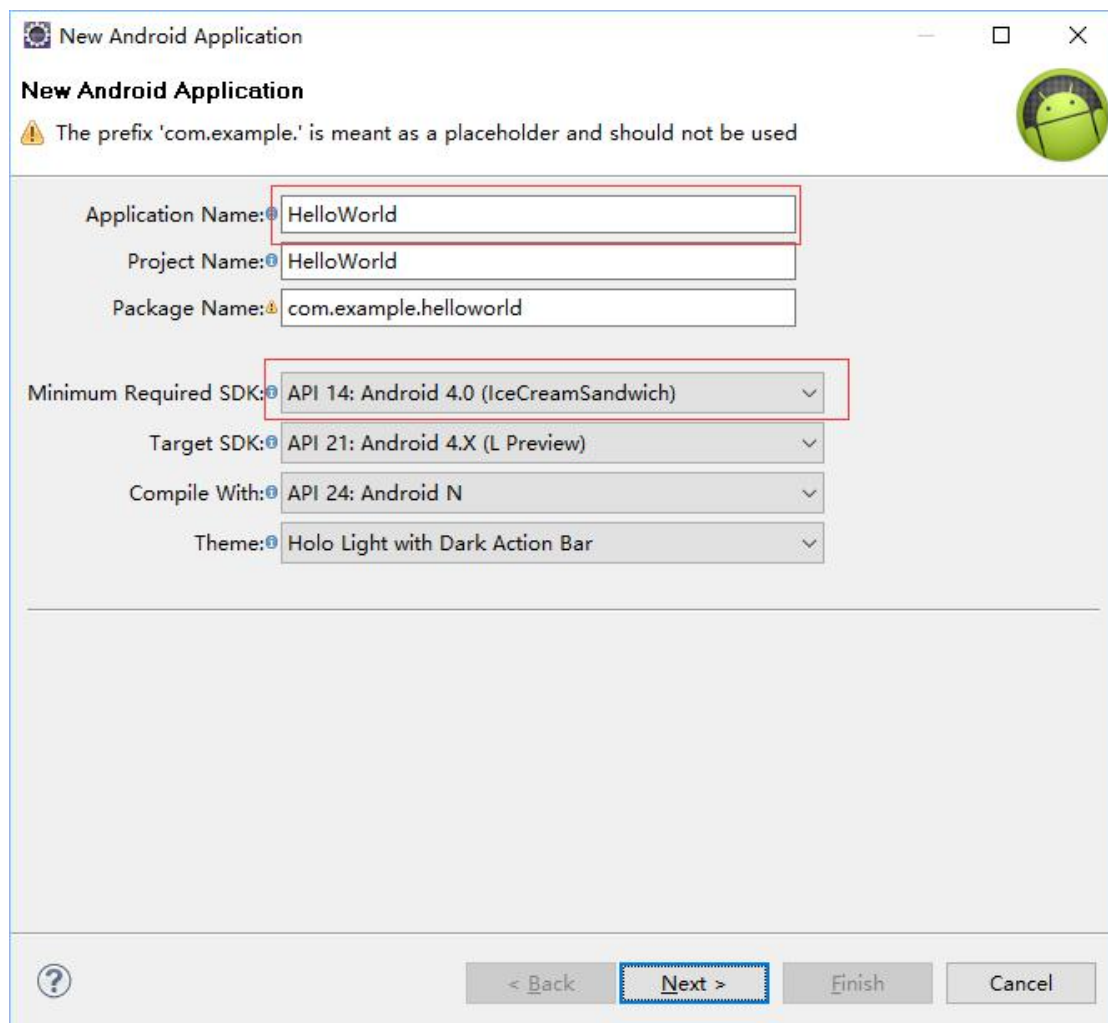 New Android Application
New Android Application
The prefix 'com.example.' is meant as a placeholder and should not be used
Application Name: HelloWorld
Project Name: HelloWorld
Package Name: com.example.helloworld
Minimum Required SDK: API 14: Android 4.0 (IceCreamSandwich)
Target SDK: API 21: Android 4.X (L Preview)
Compile With: API 24: Android N
Theme: Holo Light with Dark Action Bar
? < Back Next > Finish Cancel